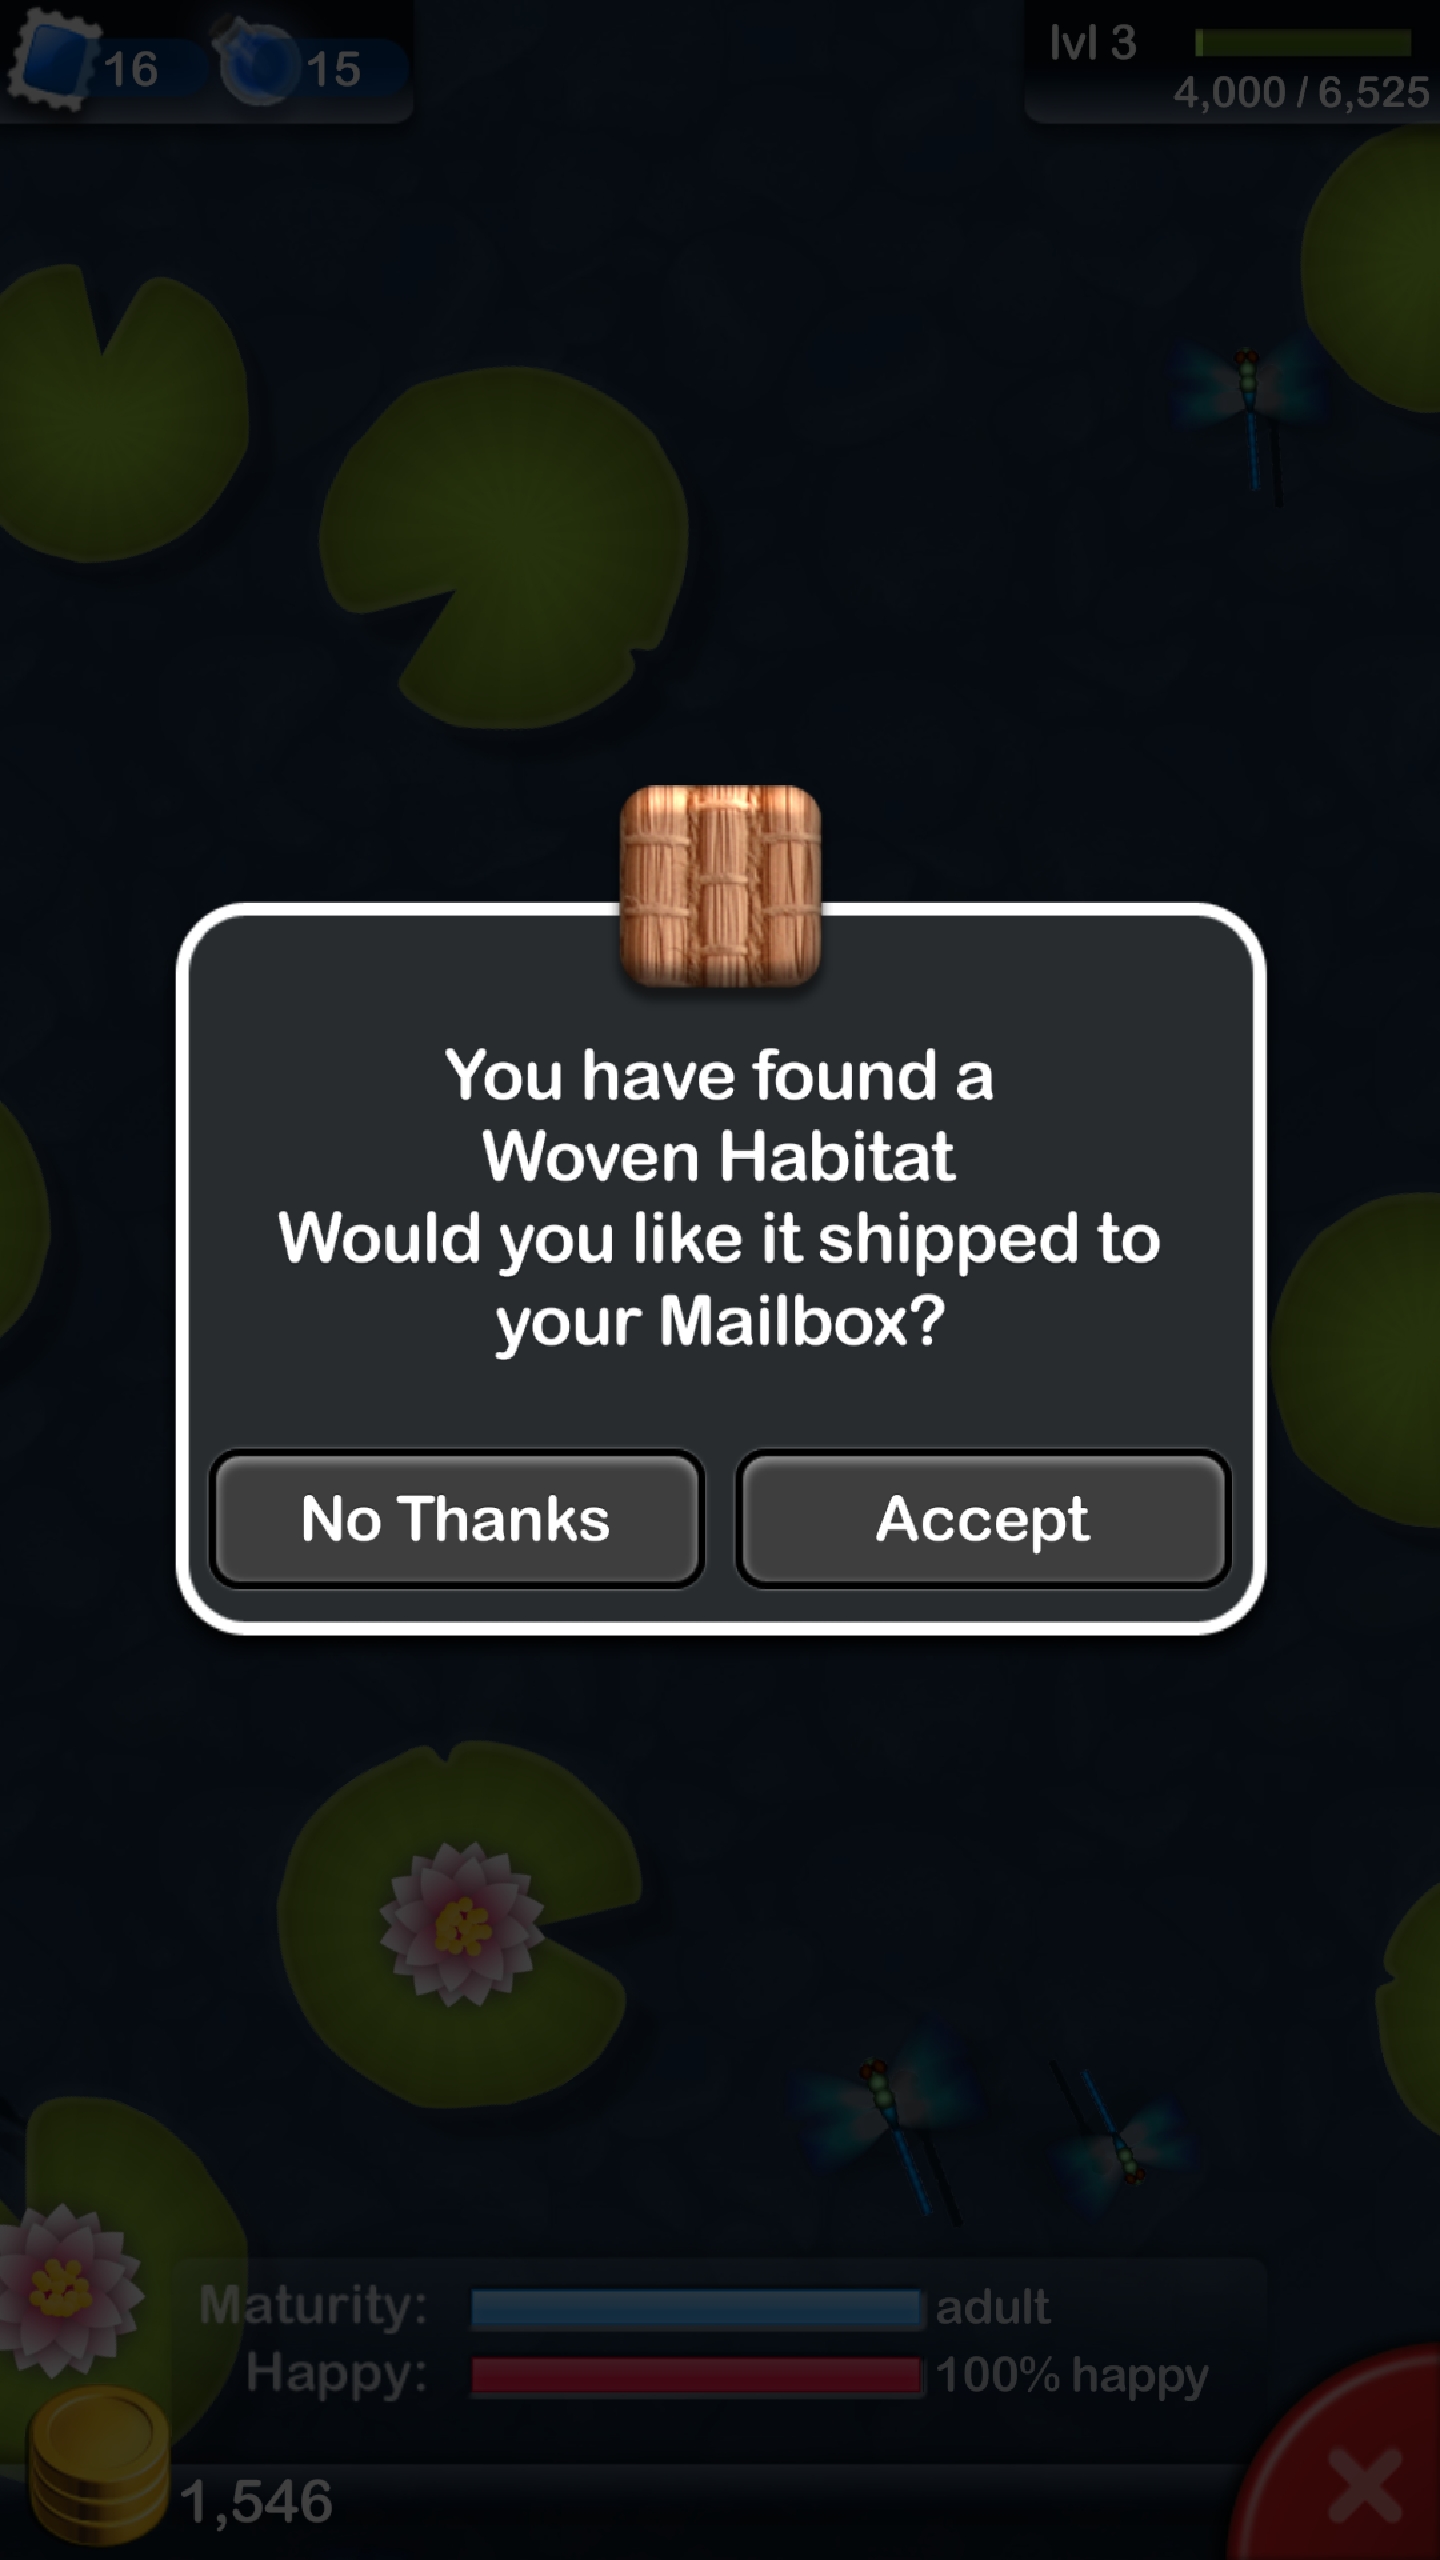 16 15 lvl 3
4,000 / 6,525
You have found a
Woven Habitat
Would you like it shipped to
your Mailbox?
No Thanks Accept
Maturity: adult
Happy: 100% happy
1,546